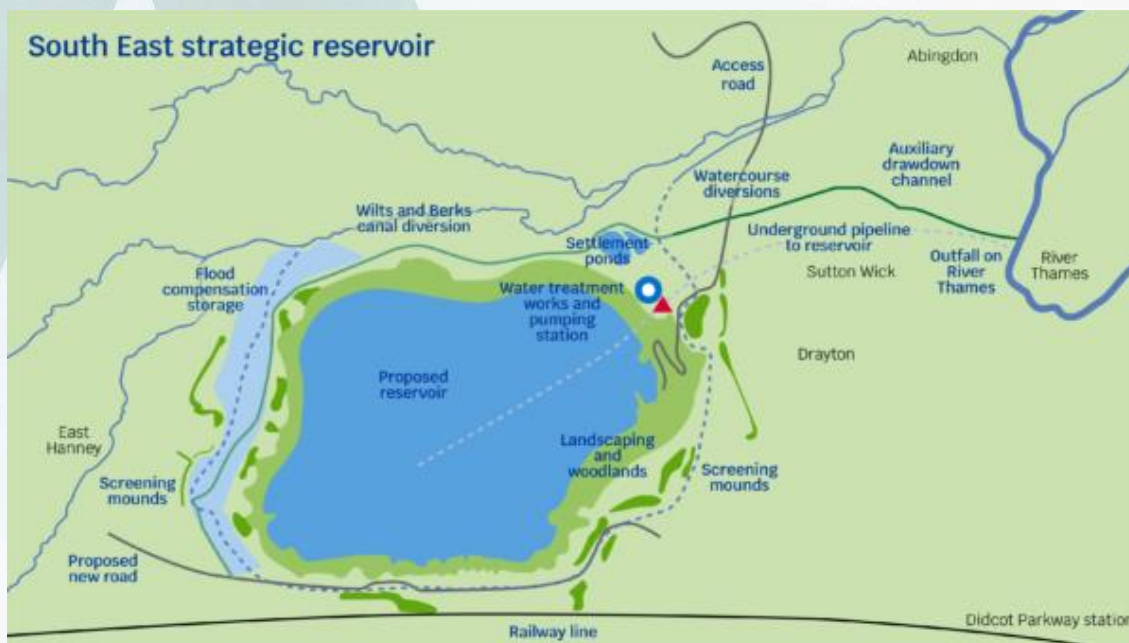 South East strategic reservoir
Access
road
Abingdon
Auxiliary
drawdown
channel
Watercourse
diversions
Wilts and Berks
canal diversion
Underground pipeline
to reservoir
Settlement
ponds
Outfall on
River
Thames
River
Thames
Sutton Wick
Flood
compensation
storage
Water treatment
works and
pumping
station
Drayton
Proposed
reservoir
East
Hanney
Landscaping
and
woodlands
Screening
mounds
Screening
mounds
Proposed
new road
Didcot Parkway station
Railway line